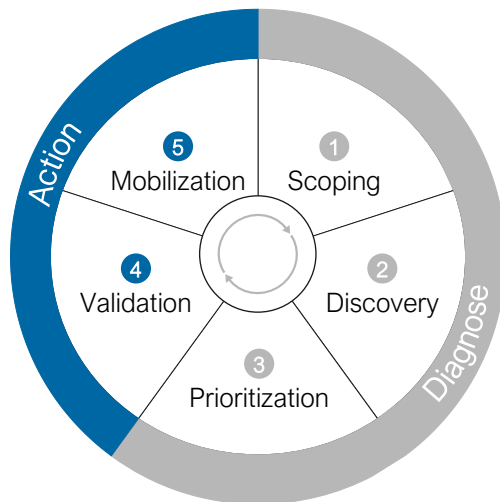 1
Scoping
2
Discovery
3
Prioritization
4
Validation
5
Mobilization
Diagnose
Action